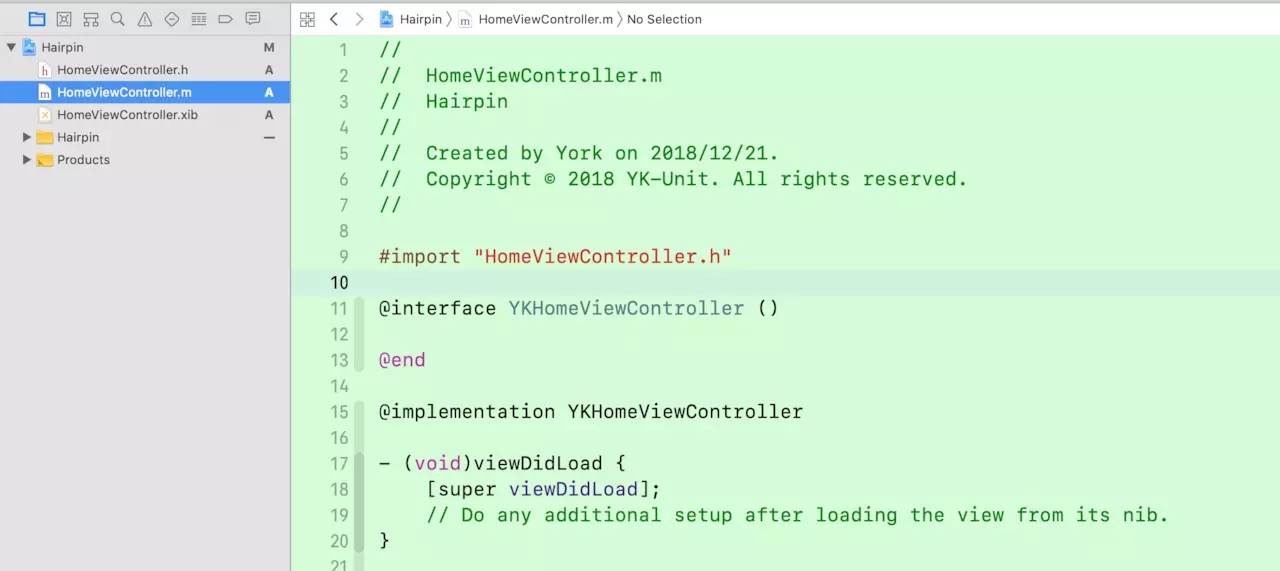 Hairpin 〉 HomeViewController.m 〉 No Selection
Hairpin M
HomeViewController.h A
HomeViewController.m A
HomeViewController.xib A
Hairpin —
Products
1 //
2 //  HomeViewController.m
3 //  Hairpin
4 //
5 //  Created by York on 2018/12/21.
6 //  Copyright © 2018 YK-Unit. All rights reserved.
7 //
8
9 #import "HomeViewController.h"
10
11 @interface YKHomeViewController ()
12
13 @end
14
15 @implementation YKHomeViewController
16
17 - (void)viewDidLoad {
18     [super viewDidLoad];
19     // Do any additional setup after loading the view from its nib.
20 }
21